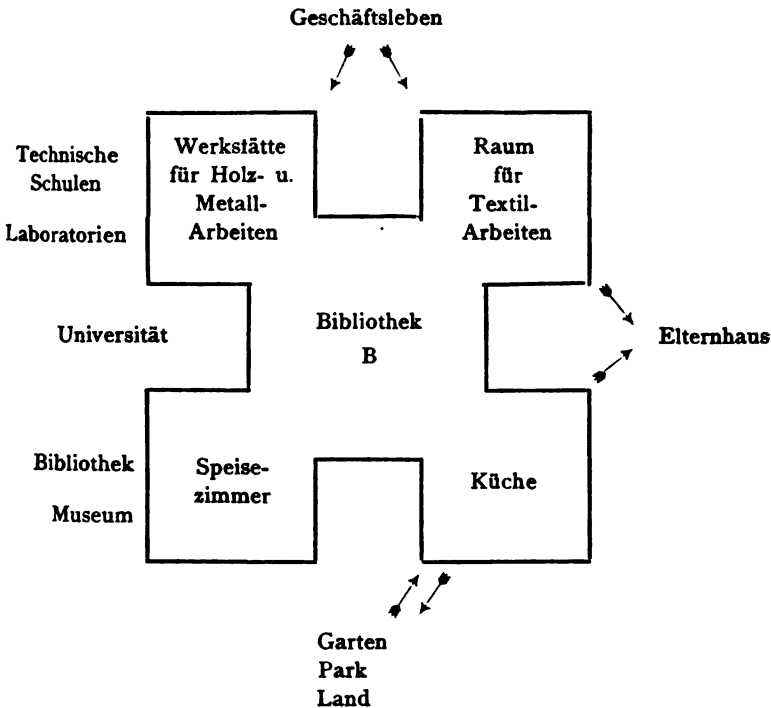 Geschäftsleben
Technische
Schulen
Laboratorien
Werkstätte
für Holz- u.
Metall-
Arbeiten
Raum
für
Textil-
Arbeiten
Universität
Bibliothek
B
Elternhaus
Bibliothek
Museum
Speise-
zimmer
Küche
Garten
Park
Land